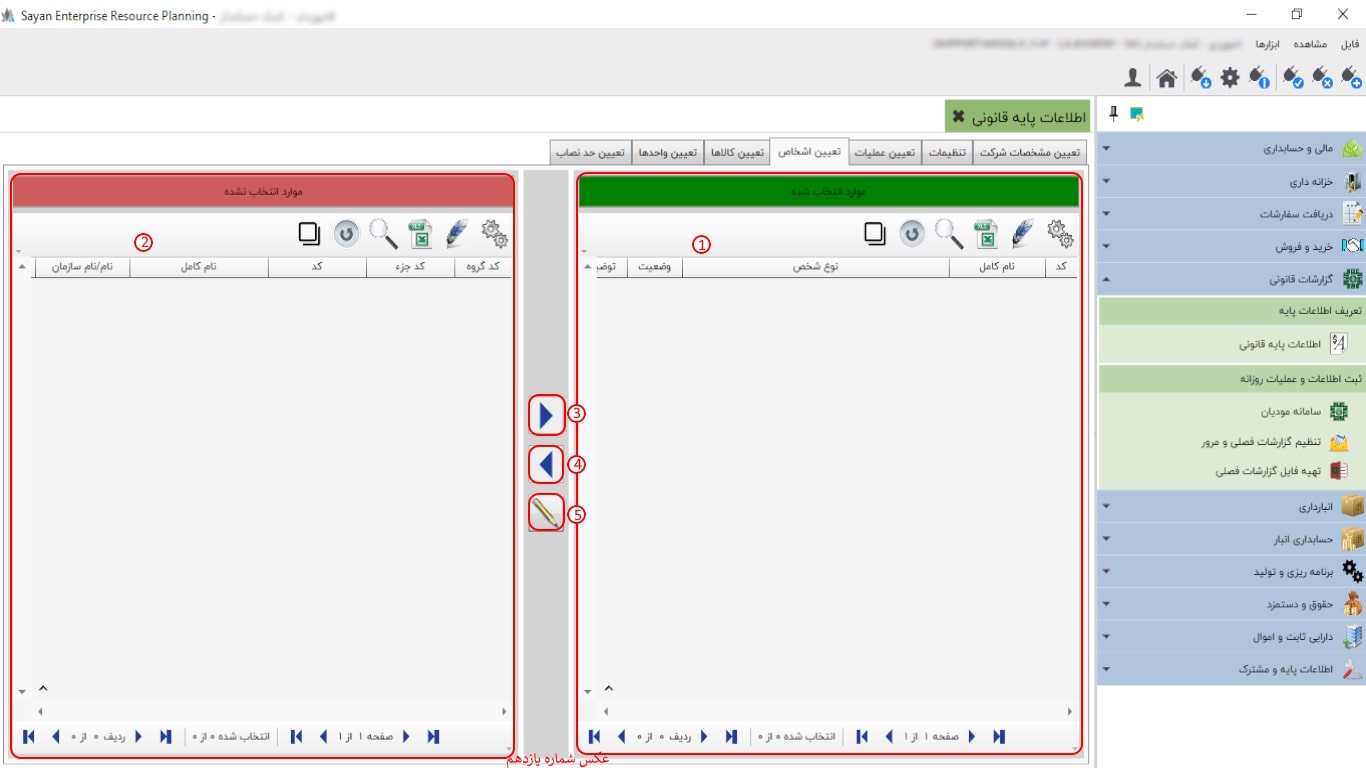 Sayan Enterprise Resource Planning -
فایل مشاهده ابزارها
اطلاعات پایه قانونی
تعیین مشخصات شرکت تنظیمات تعیین عملیات تعیین اشخاص تعیین کالاها تعیین واحدها تعیین حد نصاب
مالی و حسابداری
خزانه داری
دریافت سفارشات
خرید و فروش
گزارشات قانونی
تعریف اطلاعات پایه
اطلاعات پایه قانونی
ثبت اطلاعات و عملیات روزانه
سامانه مودیان
تنظیم گزارشات فصلی و مرور
تهیه فایل گزارشات فصلی
انبارداری
حسابداری انبار
برنامه ریزی و تولید
حقوق و دستمزد
دارایی ثابت و اموال
اطلاعات پایه و مشترک
موارد انتخاب شده
1
کد نام کامل نوع شخص وضعیت توضی
صفحه ۱ از ۱ انتخاب شده ۰ از ۰ ردیف ۰ از ۰
3
4
5
موارد انتخاب نشده
2
کد گروه کد جزء کد نام کامل نام/نام سازمان
صفحه ۱ از ۱ انتخاب شده ۰ از ۰ ردیف ۰ از ۰
عکس شماره یازدهم